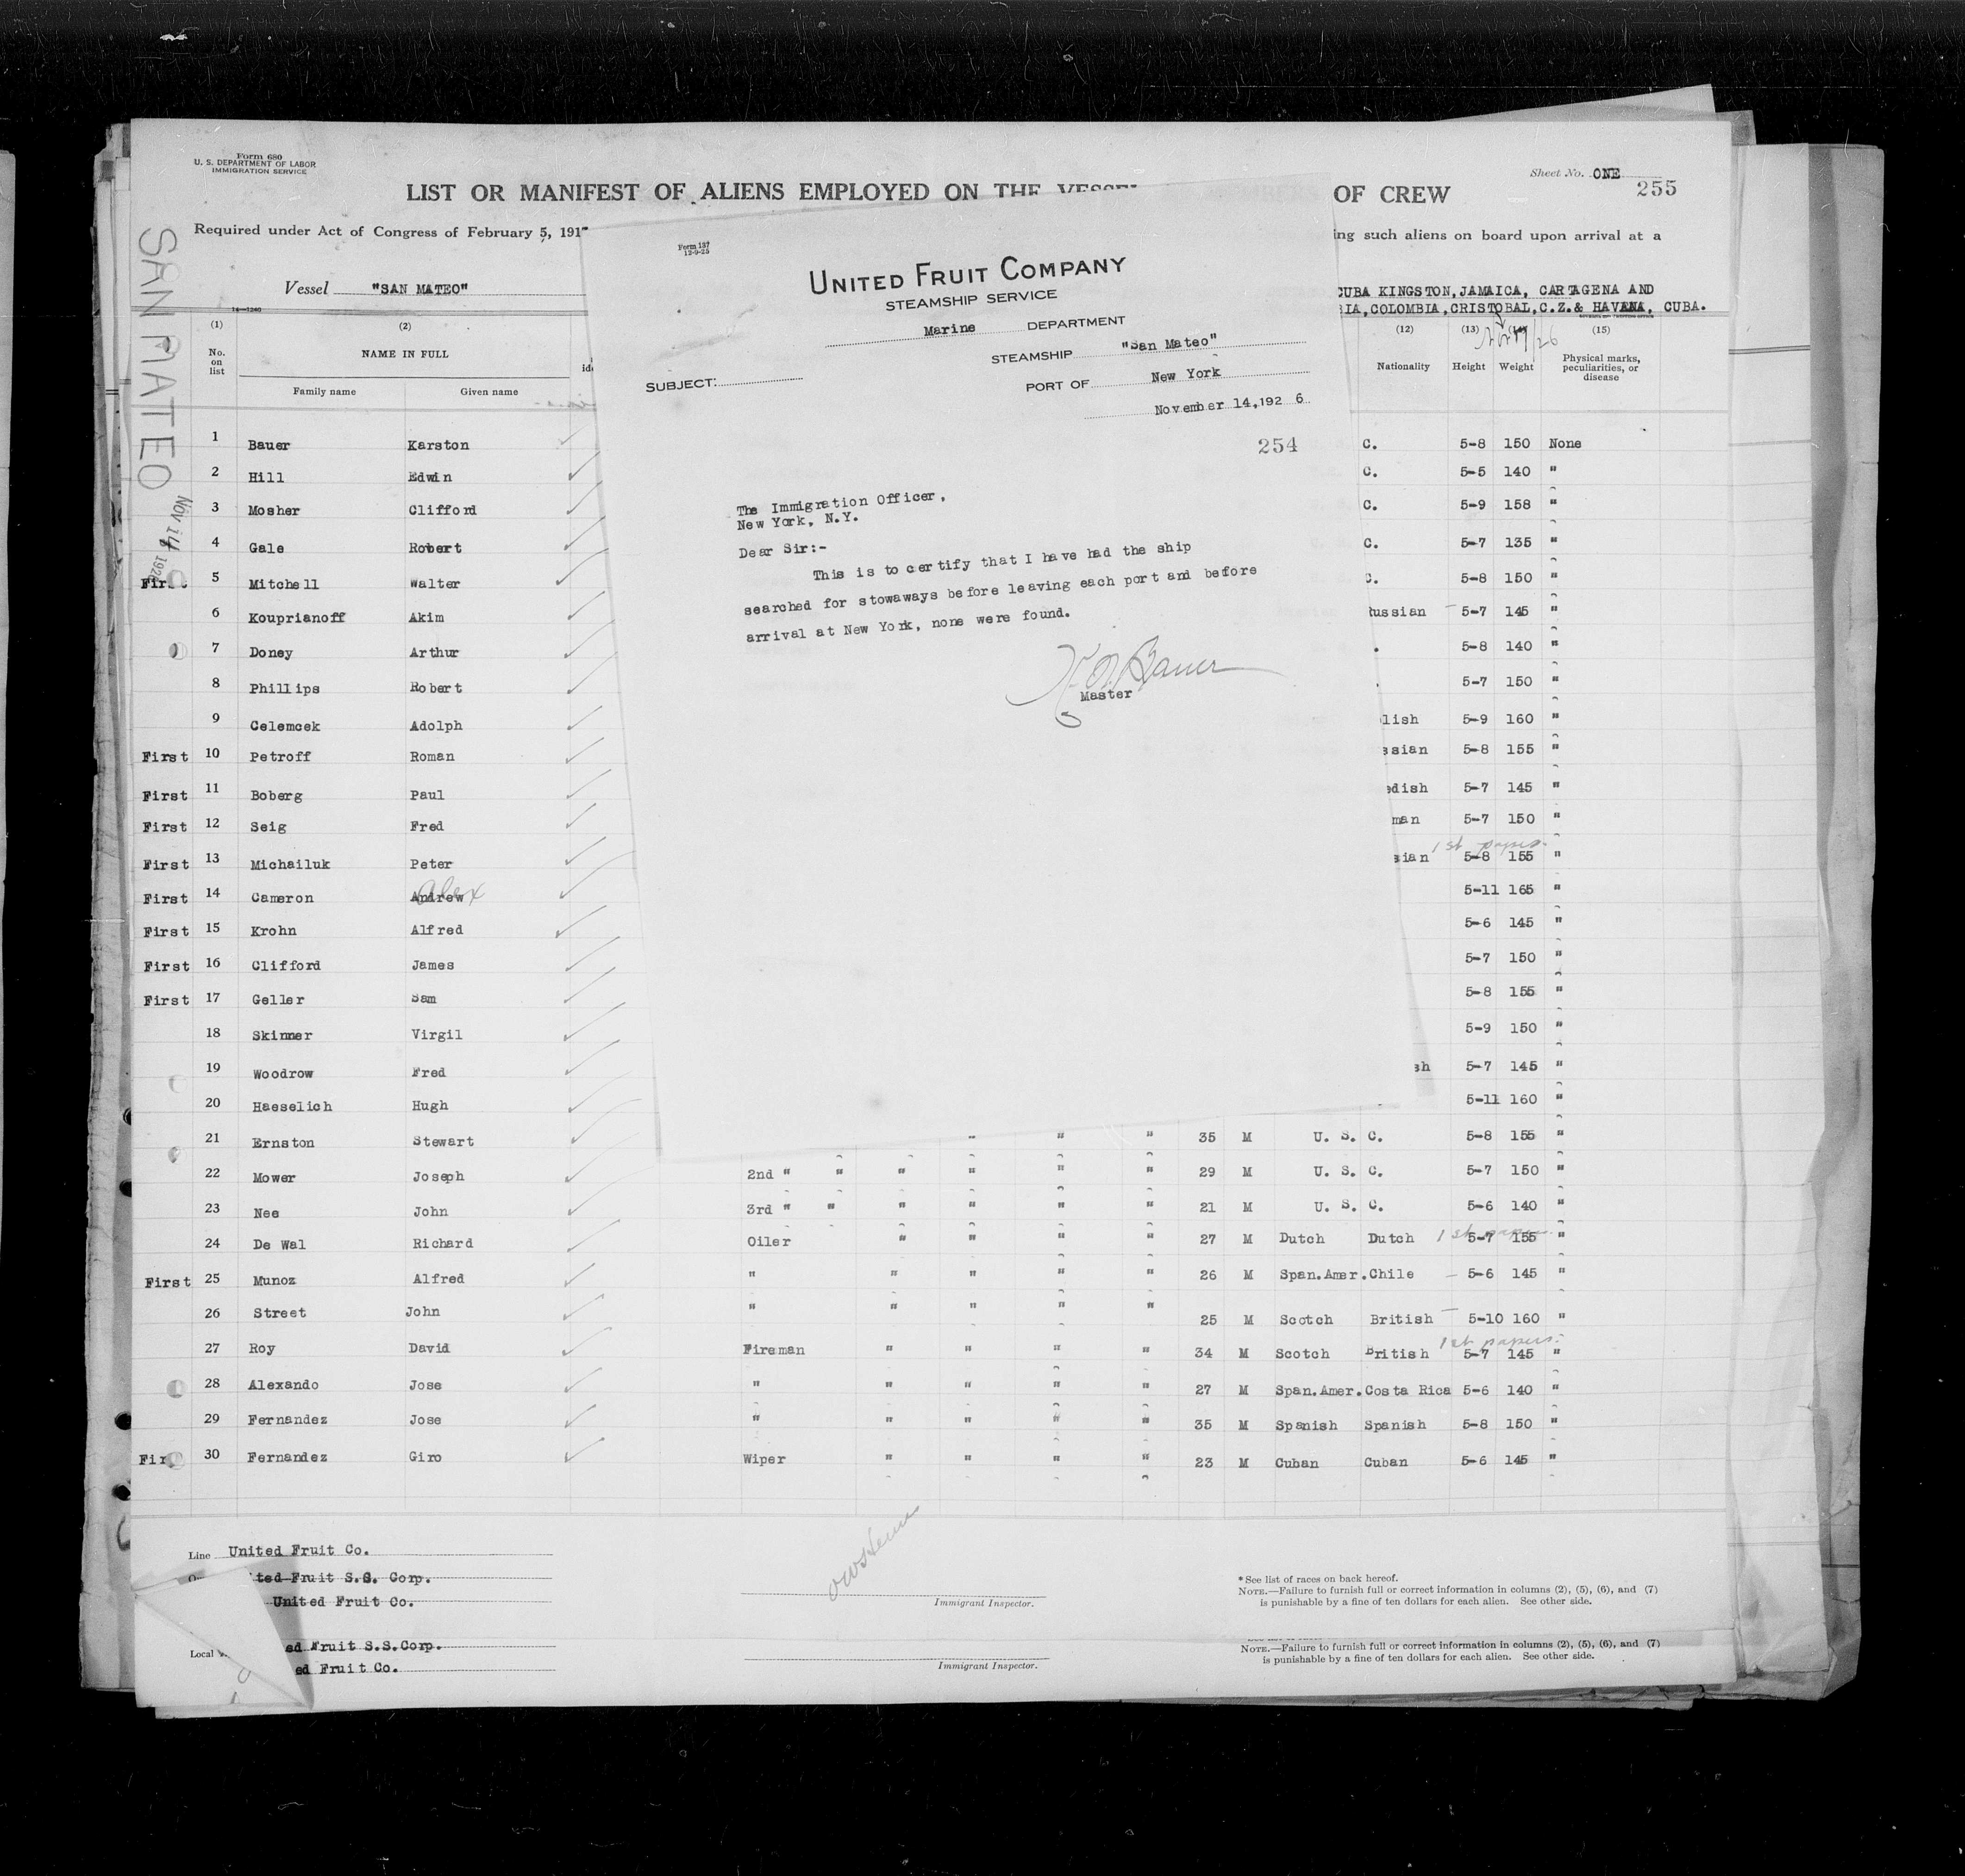 Form 680
U. S. DEPARTMENT OF LABOR
IMMIGRATION SERVICE
Sheet No. ONE
255
LIST OR MANIFEST OF ALIENS EMPLOYED ON THE VESSEL OF CREW
Required under Act of Congress of February 5, 191
ing such aliens on board upon arrival at a
SAN MATEO
NOV 14 192
Vessel "SAN MATEO"
CUBA KINGSTON, JAMAICA, CARTAGENA AND
IA, COLOMBIA, CRISTOBAL, C.Z. & HAVANA, CUBA.
14—1240
(1) (2) (12) (13) (15)
No. on list
NAME IN FULL
Family name Given name
Nationality Height Weight Physical marks, peculiarities, or disease
Form 187
12-9-25
UNITED FRUIT COMPANY
STEAMSHIP SERVICE
Marine DEPARTMENT
STEAMSHIP "San Mateo"
SUBJECT:
PORT OF New York
November 14, 192 6
254
The Immigration Officer,
New York, N.Y.
Dear Sir:-
This is to certify that I have had the ship
searched for stowaways before leaving each port and before
arrival at New York, none were found.
K. A. Bauer
Master
1 Bauer Karston C. 5-8 150 None
2 Hill Edwin C. 5-5 140 "
3 Mosher Clifford C. 5-9 158 "
4 Gale Robert C. 5-7 135 "
Fir 5 Mitchell Walter C. 5-8 150 "
6 Kouprianoff Akim Russian 5-7 145 "
7 Doney Arthur . 5-8 140 "
8 Phillips Robert . 5-7 150 "
9 Celemcek Adolph lish 5-9 160 "
First 10 Petroff Roman ssian 5-8 155 "
First 11 Boberg Paul edish 5-7 145 "
First 12 Seig Fred man 5-7 150 "
First 13 Michailuk Peter sian 1st papers. 5-8 155 "
First 14 Cameron Andrew Alex 5-11 165 "
First 15 Krohn Alfred 5-6 145 "
First 16 Clifford James 5-7 150 "
First 17 Geller Sam 5-8 155 "
18 Skinner Virgil 5-9 150 "
19 Woodrow Fred sh 5-7 145 "
20 Haeselich Hugh 5-11 160 "
21 Ernston Stewart " " " 35 M U. S. C. 5-8 155 "
22 Mower Joseph 2nd " " " " " " 29 M U. S. C. 5-7 150 "
23 Nee John 3rd " " " " " " 21 M U. S. C. 5-6 140 "
24 De Wal Richard Oiler " " " " 27 M Dutch Dutch 1st papers 5-7 155 "
First 25 Munoz Alfred " " " " " 26 M Span.Amer. Chile 5-6 145 "
26 Street John " " " " " 25 M Scotch British 5-10 160 "
27 Roy David Fireman " " " " 34 M Scotch British 1st papers. 5-7 145 "
28 Alexando Jose " " " " " 27 M Span.Amer. Costa Rica 5-6 140 "
29 Fernandez Jose " " " " " 35 M Spanish Spanish 5-8 150 "
Fir 30 Fernandez Giro Wiper " " " " 23 M Cuban Cuban 5-6 145 "
Line United Fruit Co.
ted Fruit S.S. Corp.
United Fruit Co.
Immigrant Inspector.
* See list of races on back hereof.
NOTE.—Failure to furnish full or correct information in columns (2), (5), (6), and (7)
is punishable by a fine of ten dollars for each alien. See other side.
Local
ed Fruit S.S.Corp.
ed Fruit Co.
Immigrant Inspector.
NOTE.—Failure to furnish full or correct information in columns (2), (5), (6), and (7)
is punishable by a fine of ten dollars for each alien. See other side.